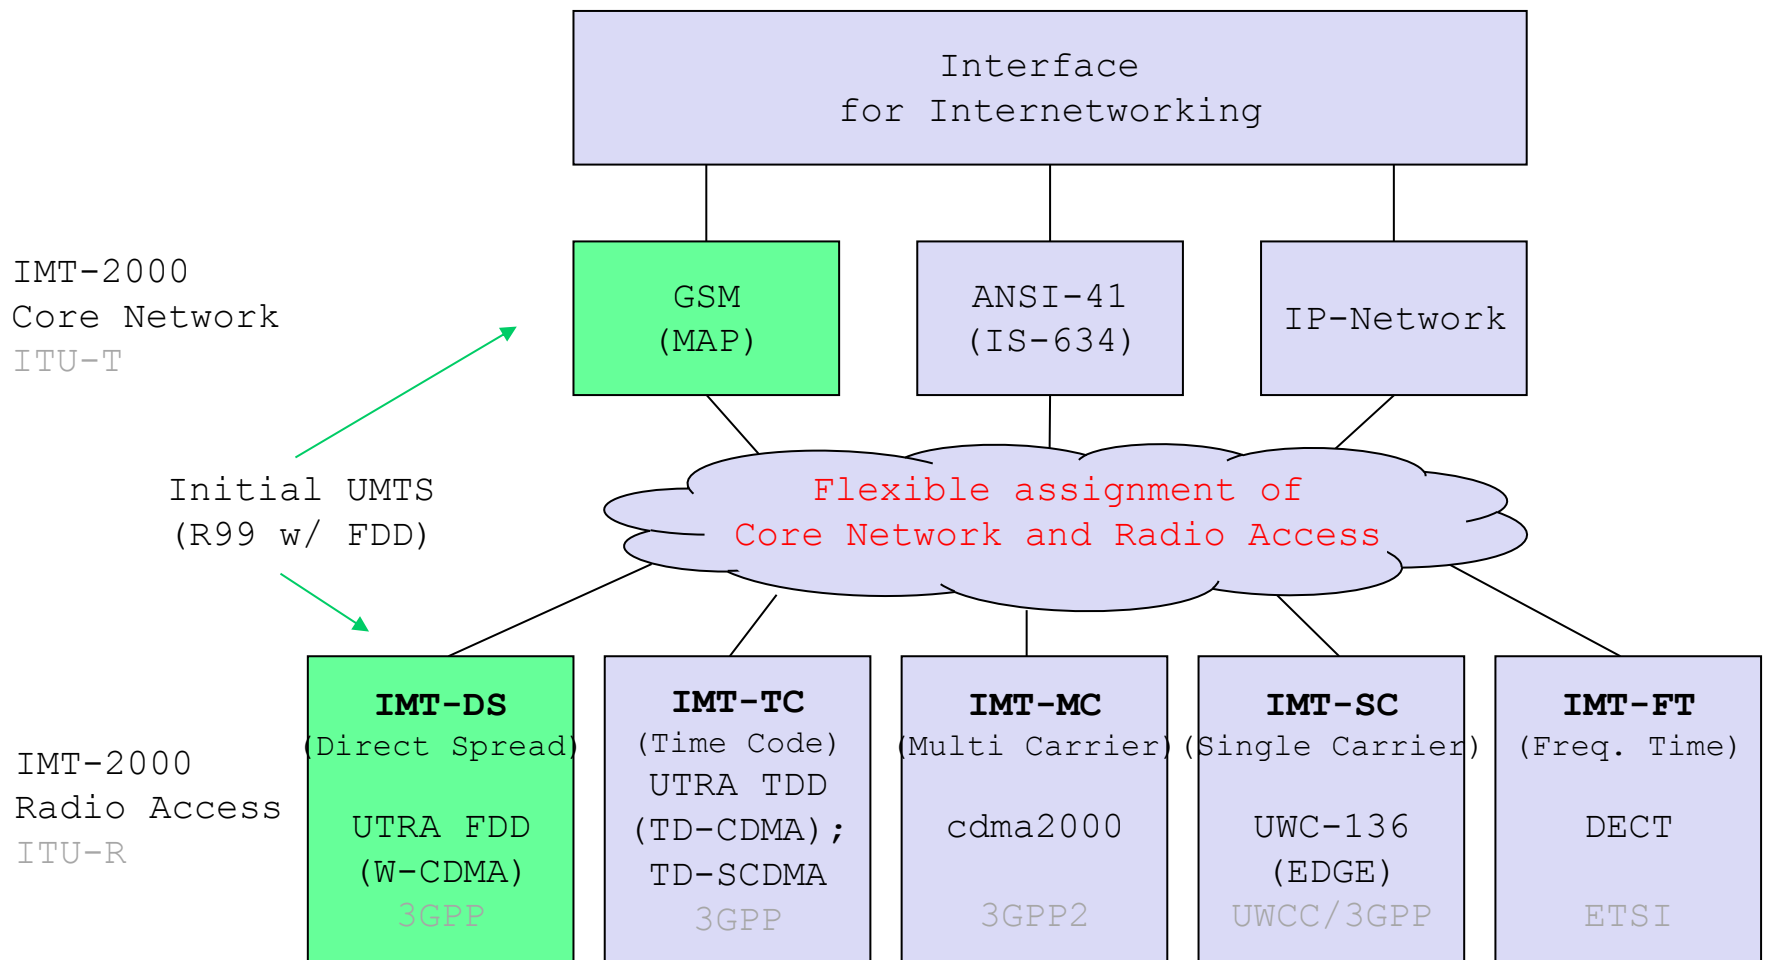 Interface
for Internetworking
IMT-2000
Core Network
ITU-T
GSM
(MAP)
ANSI-41
(IS-634)
IP-Network
Initial UMTS
(R99 w/ FDD)
Flexible assignment of
Core Network and Radio Access
IMT-2000
Radio Access
ITU-R
IMT-DS
(Direct Spread)
UTRA FDD
(W-CDMA)
3GPP
IMT-TC
(Time Code)
UTRA TDD
(TD-CDMA);
TD-SCDMA
3GPP
IMT-MC
(Multi Carrier)
cdma2000
3GPP2
IMT-SC
(Single Carrier)
UWC-136
(EDGE)
UWCC/3GPP
IMT-FT
(Freq. Time)
DECT
ETSI